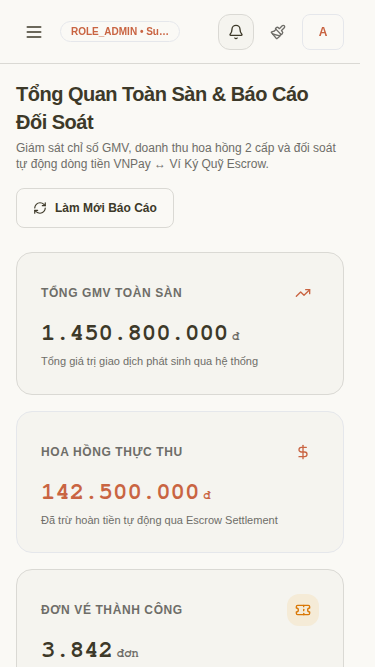 ROLE_ADMIN • Su...
A
Tổng Quan Toàn Sàn & Báo Cáo
Đối Soát
Giám sát chỉ số GMV, doanh thu hoa hồng 2 cấp và đối soát
tự động dòng tiền VNPay ↔ Ví Ký Quỹ Escrow.
Làm Mới Báo Cáo
TỔNG GMV TOÀN SÀN
1.450.800.000 đ
Tổng giá trị giao dịch phát sinh qua hệ thống
HOA HỒNG THỰC THU
142.500.000 đ
Đã trừ hoàn tiền tự động qua Escrow Settlement
ĐƠN VÉ THÀNH CÔNG
3.842 đơn